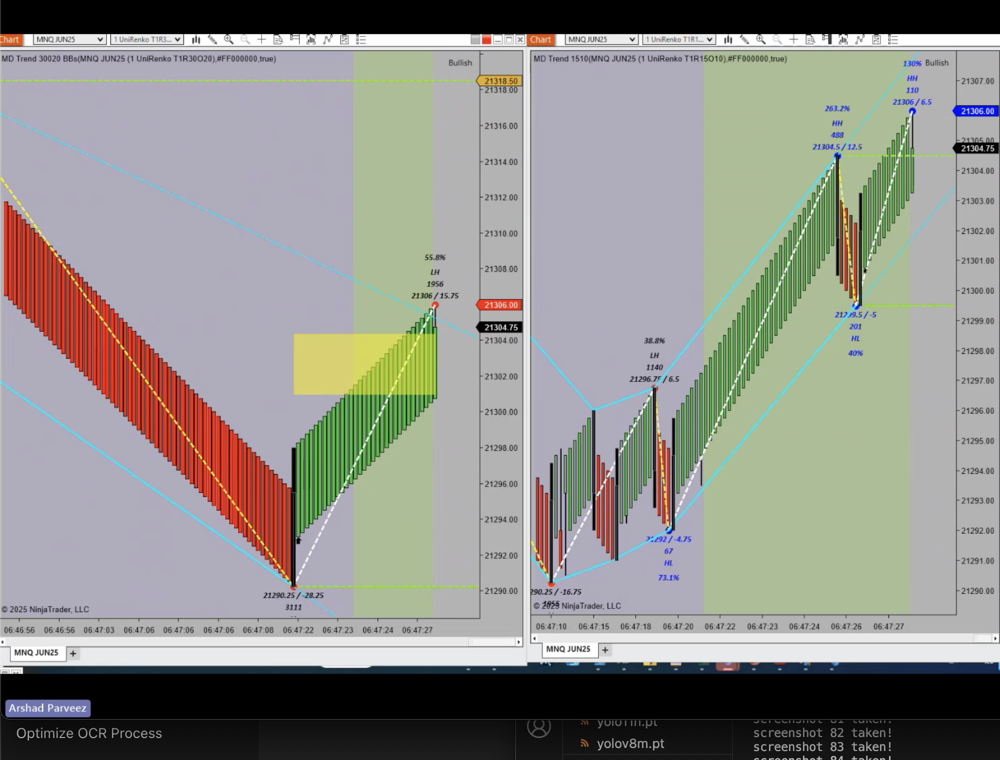 Chart
MNQ JUN25
1 UniRenko T1R3...
MD Trend 30020 BBs(MNQ JUN25 (1 UniRenko T1R30O20),#FF000000,true)
Bullish
21318.50
21318.00
21316.00
21314.00
21312.00
21310.00
21308.00
21306.00
21304.75
21304.00
21302.00
21300.00
21298.00
21296.00
21294.00
21292.00
21290.00
55.8%
LH
1956
21306 / 15.75
21290.25 / -28.25
3111
© 2025 NinjaTrader, LLC
06:46:56
06:46:56
06:47:03
06:47:06
06:47:06
06:47:08
06:47:22
06:47:23
06:47:24
06:47:27
MNQ JUN25
+
Chart
MNQ JUN25
1 UniRenko T1R1...
MD Trend 1510(MNQ JUN25 (1 UniRenko T1R15O10),#FF000000,true)
130%
Bullish
HH
110
21306 / 6.5
263.2%
HH
488
21304.5 / 12.5
38.8%
LH
1140
21296.75 / 6.5
21299.5 / -5
201
HL
40%
21292 / -4.75
67
HL
73.1%
290.25 / -16.75
21307.00
21306.00
21304.75
21304.00
21303.00
21302.00
21301.00
21300.00
21299.00
21298.00
21297.00
21296.00
21295.00
21294.00
21293.00
21292.00
21291.00
21290.00
© 2025 NinjaTrader, LLC
06:47:10
06:47:15
06:47:18
06:47:20
06:47:22
06:47:24
06:47:26
06:47:27
MNQ JUN25
+
Arshad Parveez
Optimize OCR Process
yolo11n.pt
yolov8m.pt
screenshot 81 taken!
screenshot 82 taken!
screenshot 83 taken!
screenshot 84 taken!